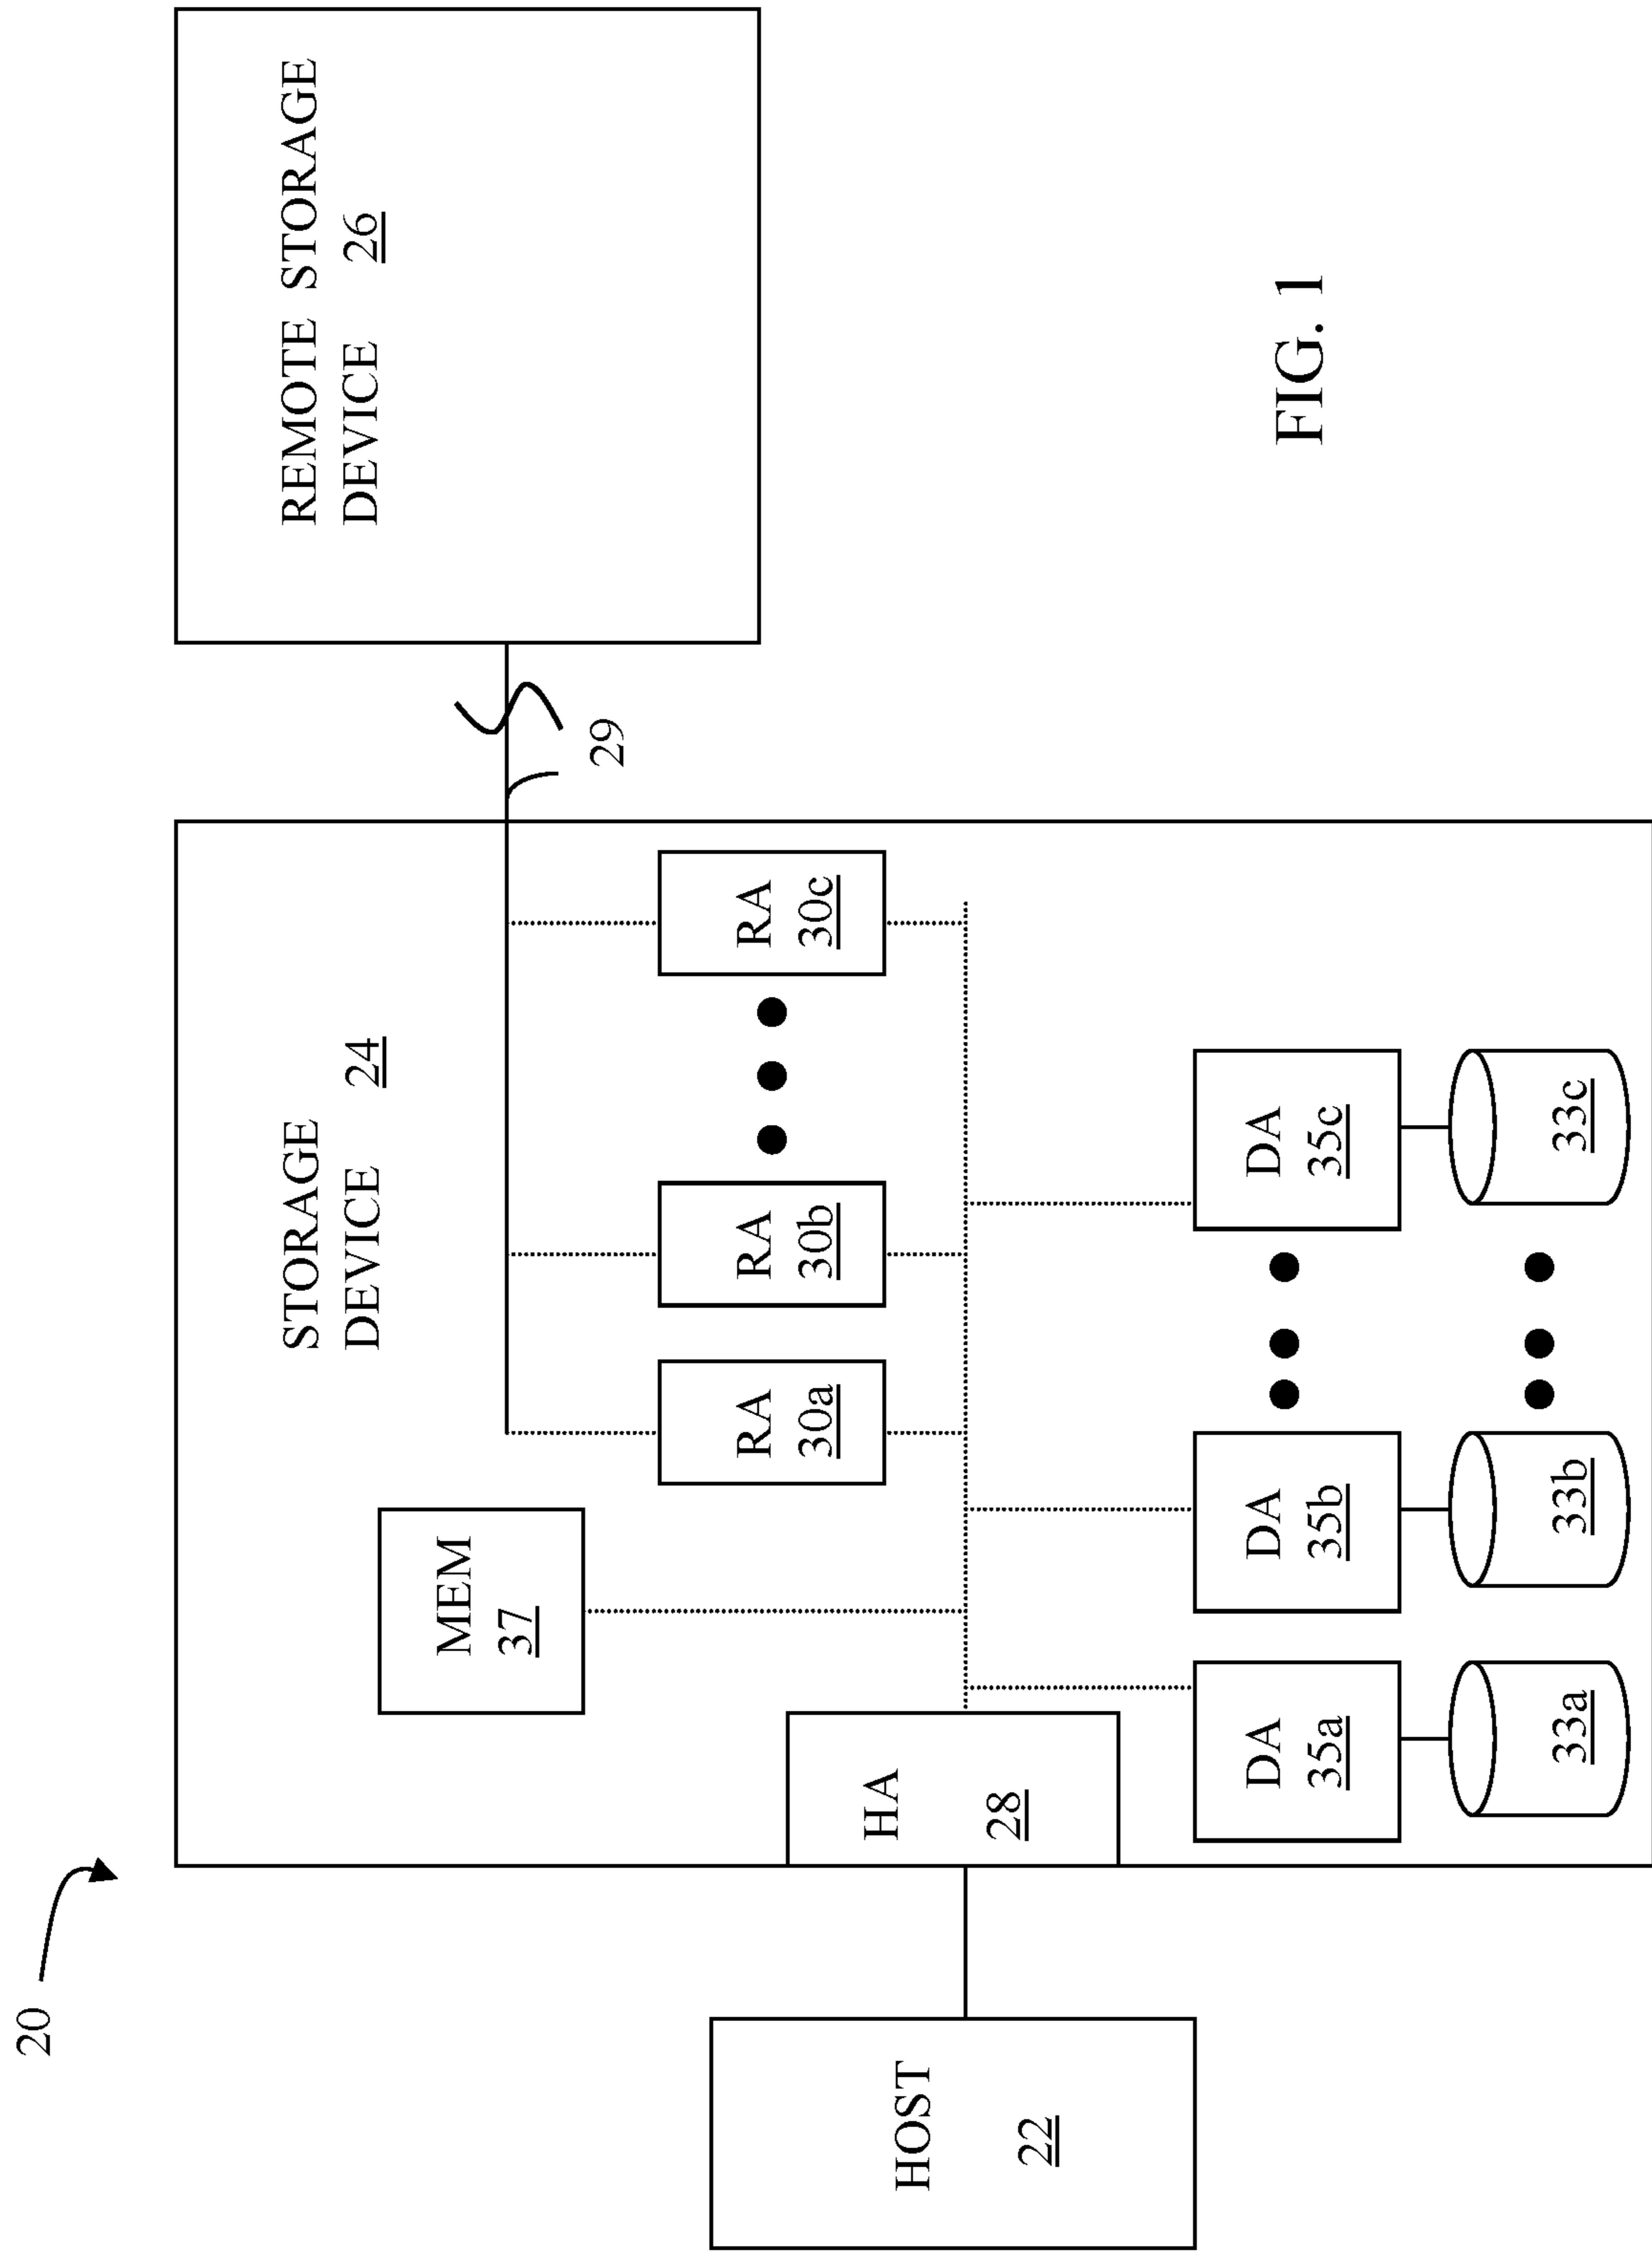 20
STORAGE
DEVICE 24
REMOTE STORAGE
DEVICE 26
MEM
37
29
RA
30a
RA
30b
RA
30c
HOST
22
HA
28
DA
35a
DA
35b
DA
35c
33a
33b
33c
FIG. 1